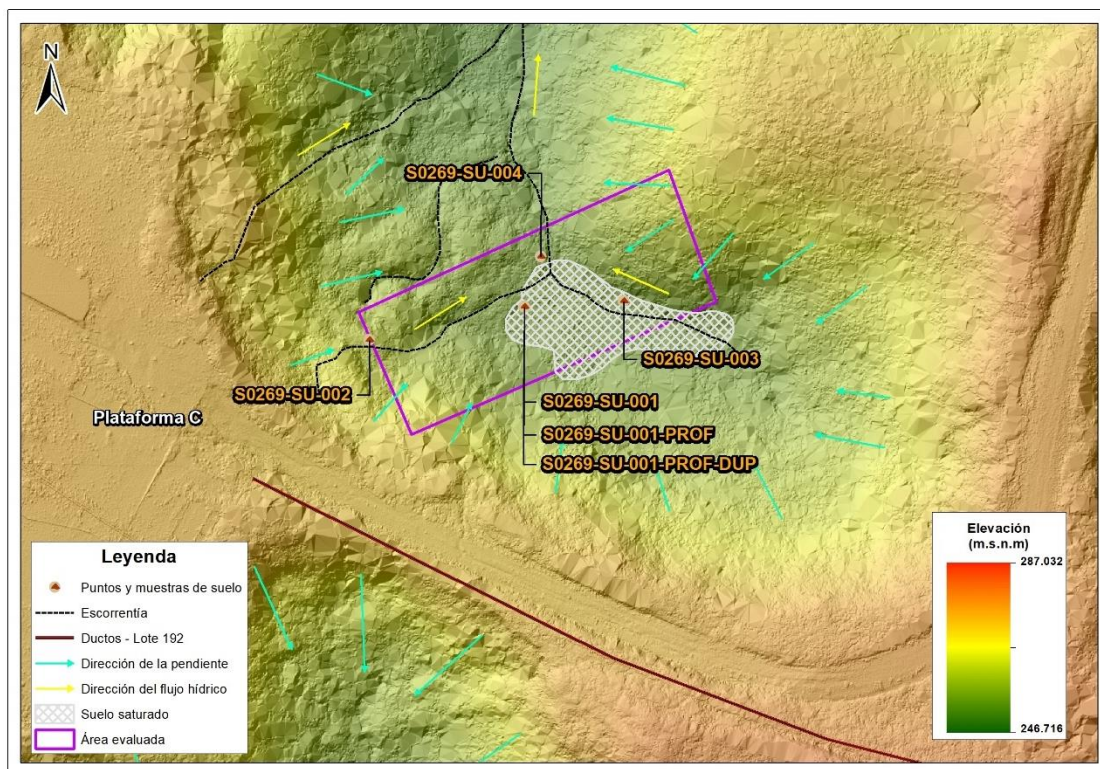 N
S0269-SU-004
S0269-SU-003
S0269-SU-002
S0269-SU-001
Plataforma C
S0269-SU-001-PROF
S0269-SU-001-PROF-DUP
Leyenda
Puntos y muestras de suelo
Escorrentía
Ductos - Lote 192
Dirección de la pendiente
Dirección del flujo hídrico
Suelo saturado
Área evaluada
Elevación
(m.s.n.m)
287.032
246.716